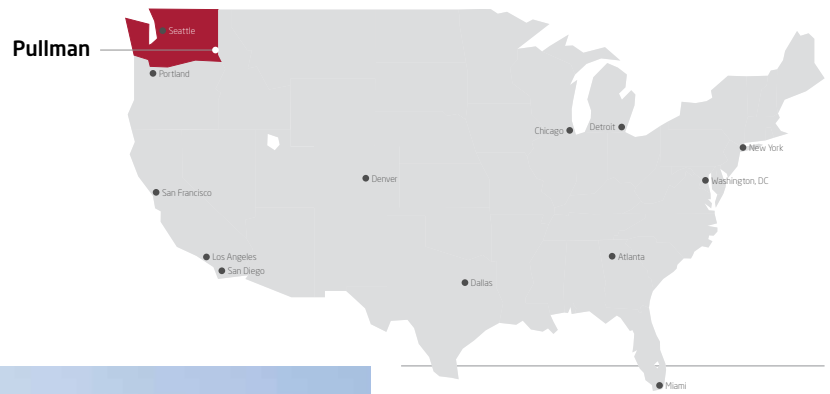 Seattle
Pullman
Portland
Chicago
Detroit
New York
Denver
Washington, DC
San Francisco
Los Angeles
Atlanta
San Diego
Dallas
Miami